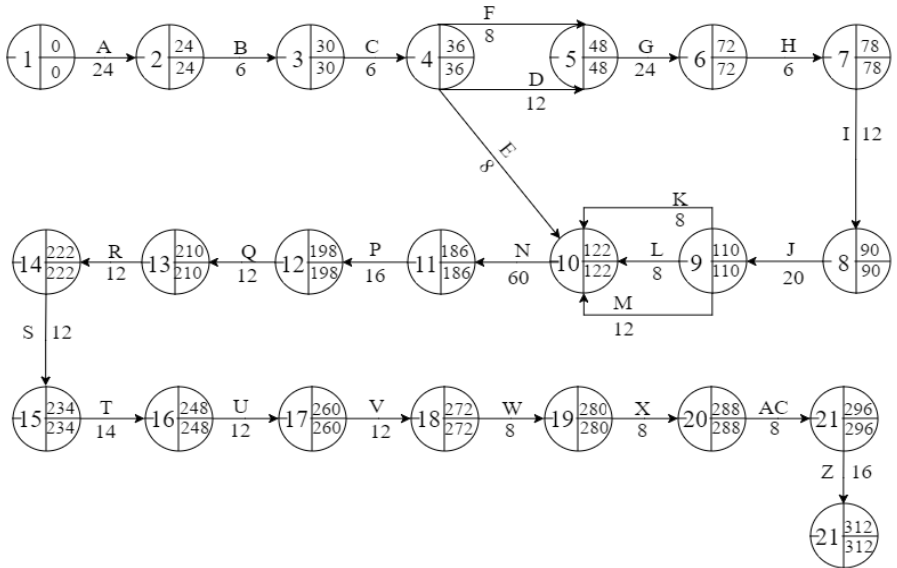 F
1 0 0 A 24 2 24 24 B 6 3 30 30 C 6 4 36 36 8 5 48 48 G 24 6 72 72 H 6 7 78 78
D
12
E
8
I 12
K
8
14 222 222 R 12 13 210 210 Q 12 12 198 198 P 16 11 186 186 N 60 10 122 122 L 8 9 110 110 J 20 8 90 90
M
12
S 12
15 234 234 T 14 16 248 248 U 12 17 260 260 V 12 18 272 272 W 8 19 280 280 X 8 20 288 288 AC 8 21 296 296
Z 16
21 312 312